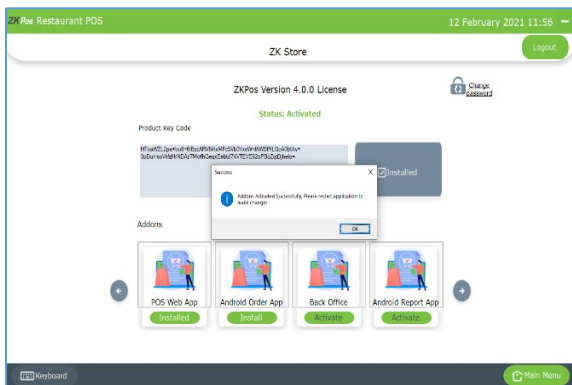 ZKPos Restaurant POS
12 February 2021 11:56
ZK Store
Logout
ZKPos Version 4.0.0 License
Change password
Status: Activated
Product Key Code
Installed
Success
X
Addons Activated Successfully, Please restart application to
make changes.
OK
Addons
POS Web App
Android Order App
Back Office
Android Report App
Installed
Install
Activate
Activate
Keyboard
Main Menu